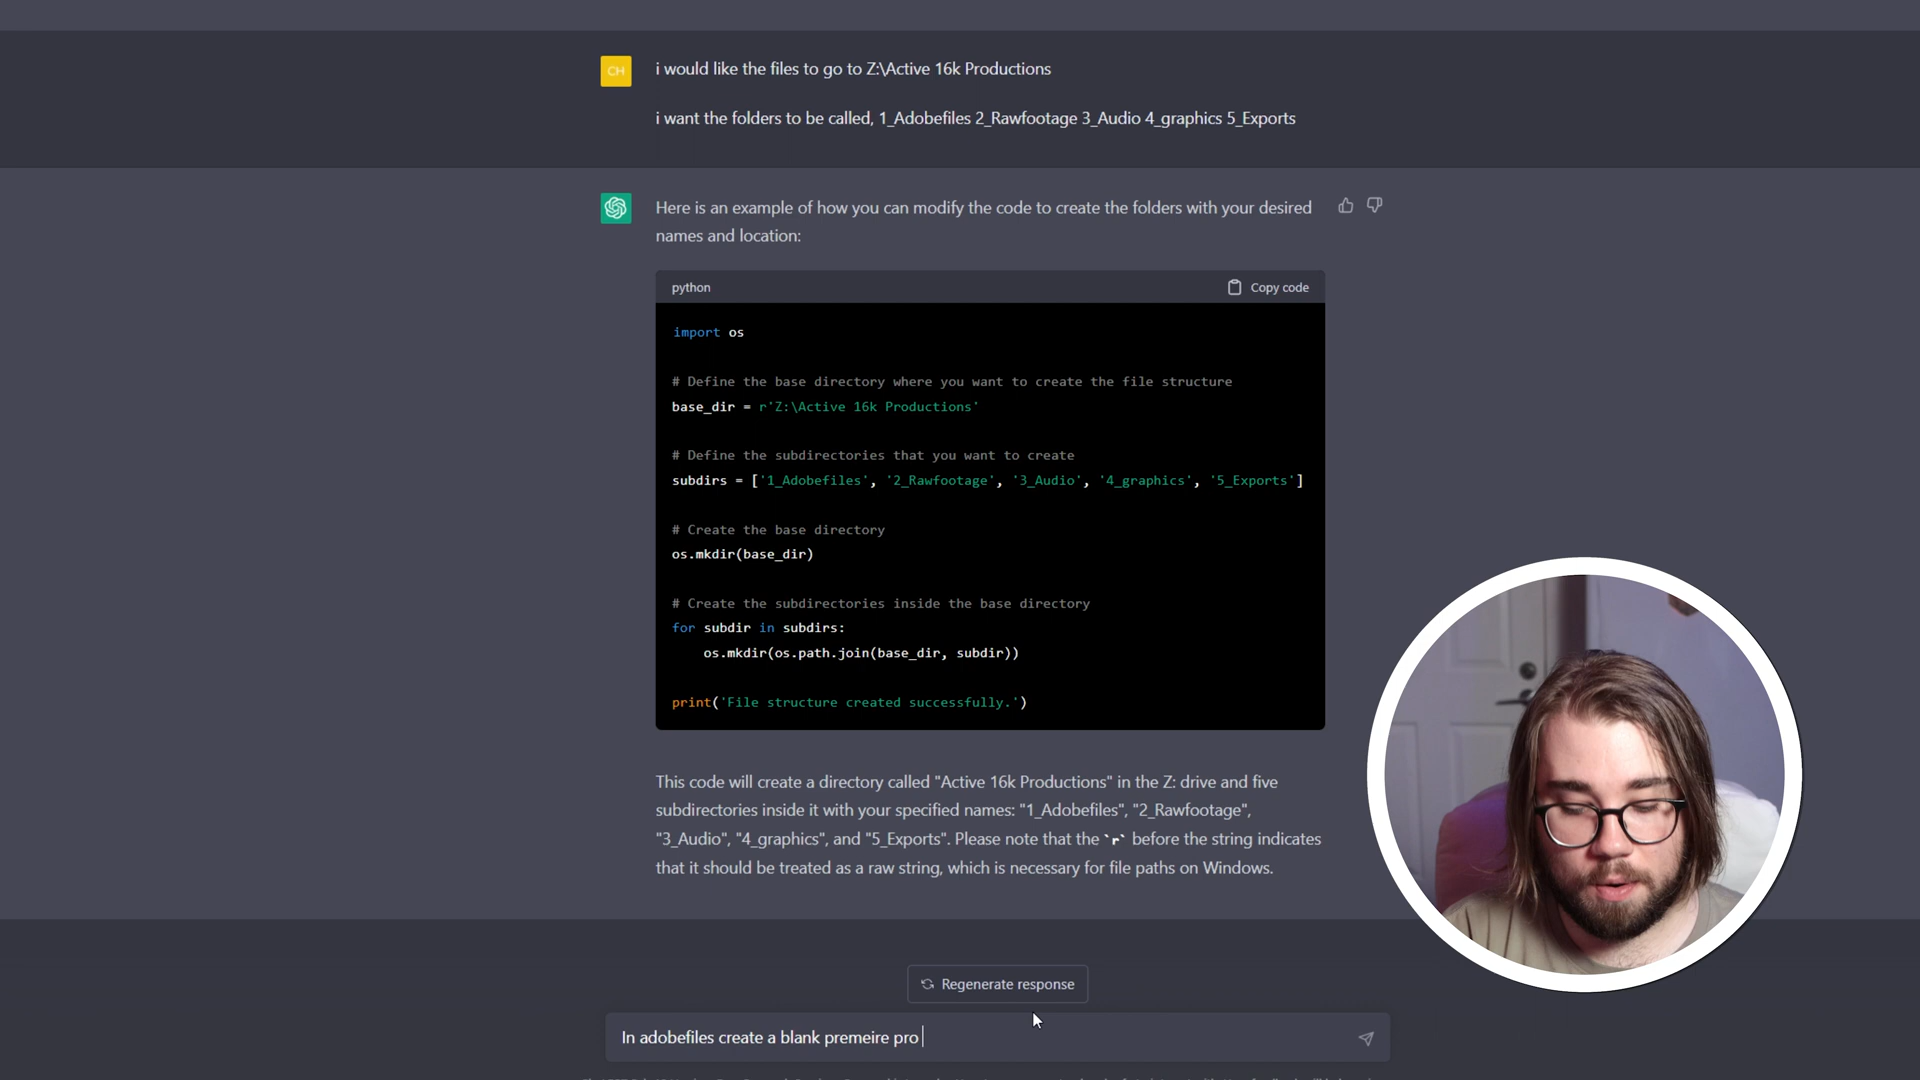 CH
i would like the files to go to Z:\Active 16k Productions
i want the folders to be called, 1_Adobefiles 2_Rawfootage 3_Audio 4_graphics 5_Exports
Here is an example of how you can modify the code to create the folders with your desired
names and location:
python
Copy code
import os
# Define the base directory where you want to create the file structure
base_dir = r'Z:\Active 16k Productions'
# Define the subdirectories that you want to create
subdirs = ['1_Adobefiles', '2_Rawfootage', '3_Audio', '4_graphics', '5_Exports']
# Create the base directory
os.mkdir(base_dir)
# Create the subdirectories inside the base directory
for subdir in subdirs:
    os.mkdir(os.path.join(base_dir, subdir))
print('File structure created successfully.')
This code will create a directory called "Active 16k Productions" in the Z: drive and five
subdirectories inside it with your specified names: "1_Adobefiles", "2_Rawfootage",
"3_Audio", "4_graphics", and "5_Exports". Please note that the `r` before the string indicates
that it should be treated as a raw string, which is necessary for file paths on Windows.
Regenerate response
In adobefiles create a blank premeire pro